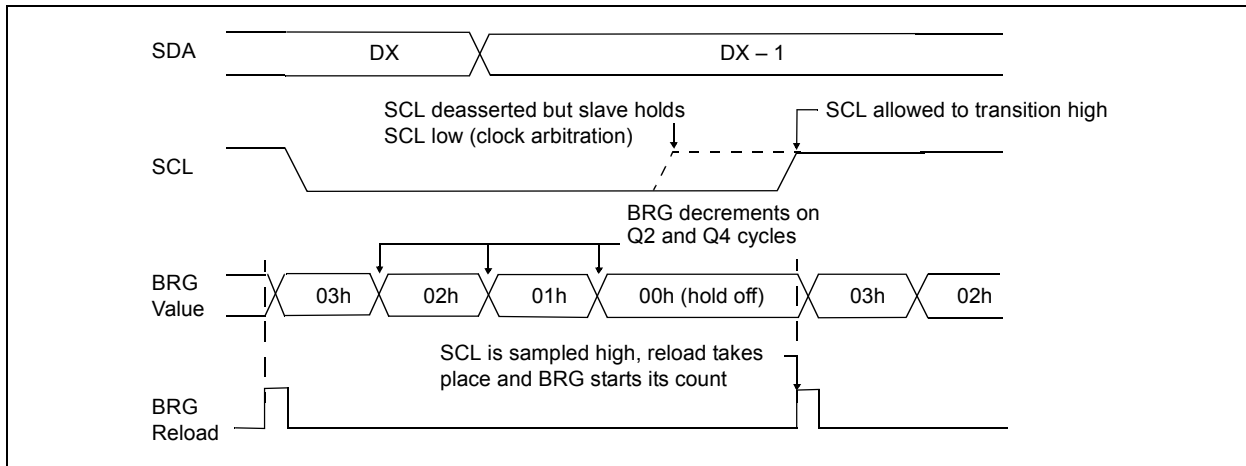 SDA
DX
DX – 1
SCL deasserted but slave holds
SCL low (clock arbitration)
SCL allowed to transition high
SCL
BRG decrements on
Q2 and Q4 cycles
BRG
Value
03h
02h
01h
00h (hold off)
03h
02h
SCL is sampled high, reload takes
place and BRG starts its count
BRG
Reload